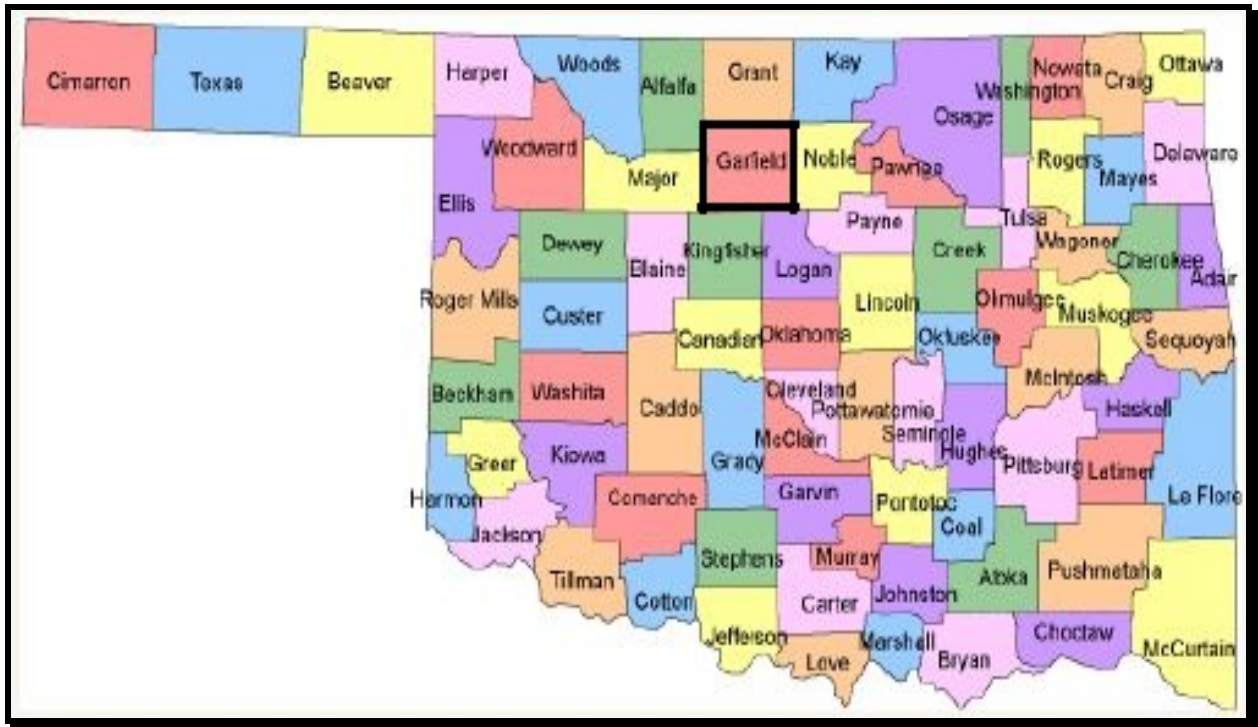 Cimarron
Texas
Beaver
Harper
Woods
Alfalfa
Grant
Kay
Osage
Washington
Nowata
Craig
Ottawa
Woodward
Ellis
Major
Garfield
Noble
Pawnee
Rogers
Mayes
Delaware
Dewey
Blaine
Kingfisher
Logan
Payne
Creek
Tulsa
Wagoner
Cherokee
Adair
Roger Mills
Custer
Canadian
Oklahoma
Lincoln
Okfuskee
Okmulgee
Muskogee
Sequoyah
Beckham
Washita
Caddo
Grady
Cleveland
McClain
Pottawatomie
Seminole
Hughes
McIntosh
Haskell
Pittsburg
Latimer
Le Flore
Harmon
Greer
Kiowa
Jackson
Comanche
Garvin
Pontotoc
Coal
Tillman
Cotton
Stephens
Murray
Carter
Johnston
Atoka
Pushmataha
Jefferson
Love
Marshall
Bryan
Choctaw
McCurtain